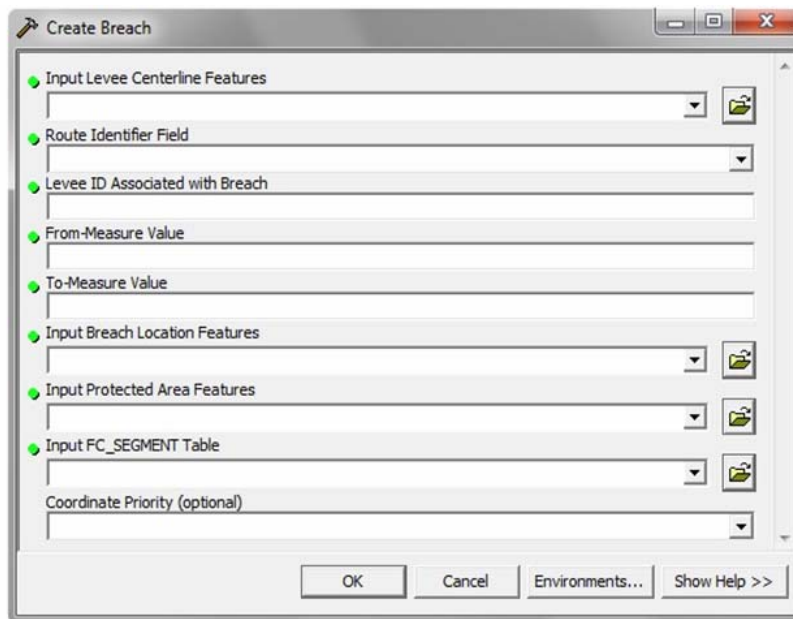 Create Breach
Input Levee Centerline Features
Route Identifier Field
Levee ID Associated with Breach
From-Measure Value
To-Measure Value
Input Breach Location Features
Input Protected Area Features
Input FC_SEGMENT Table
Coordinate Priority (optional)
OK Cancel Environments... Show Help >>